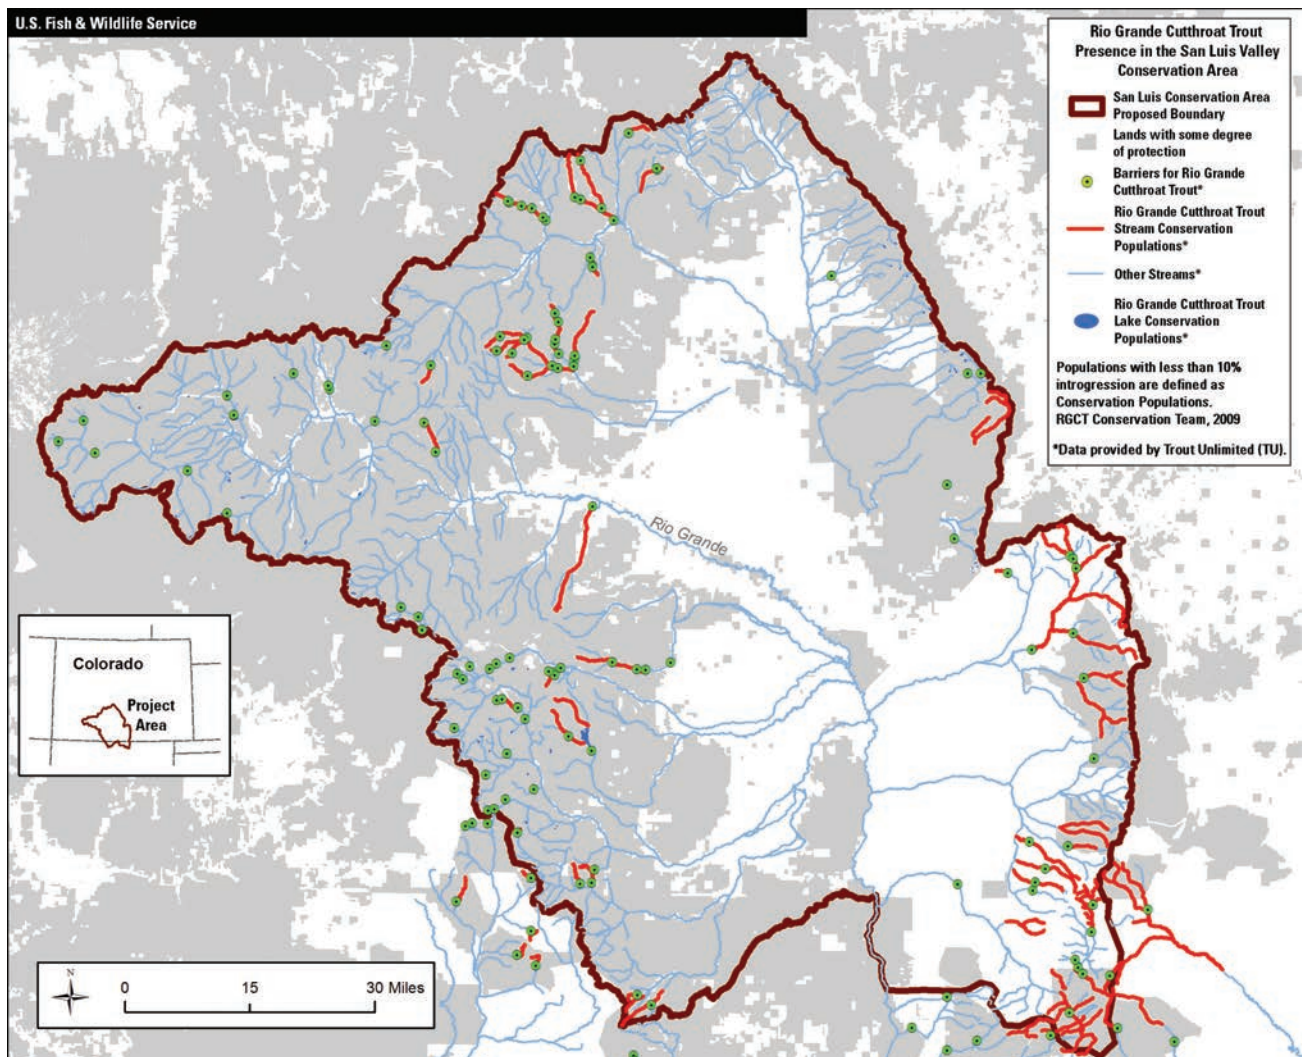 U.S. Fish & Wildlife Service
Rio Grande Cutthroat Trout
Presence in the San Luis Valley
Conservation Area
San Luis Conservation Area
Proposed Boundary
Lands with some degree
of protection
Barriers for Rio Grande
Cutthroat Trout*
Rio Grande Cutthroat Trout
Stream Conservation
Populations*
Other Streams*
Rio Grande Cutthroat Trout
Lake Conservation
Populations*
Populations with less than 10%
introgression are defined as
Conservation Populations.
RGCT Conservation Team, 2009
*Data provided by Trout Unlimited (TU).
Rio Grande
Colorado
Project
Area
N
0 15 30 Miles